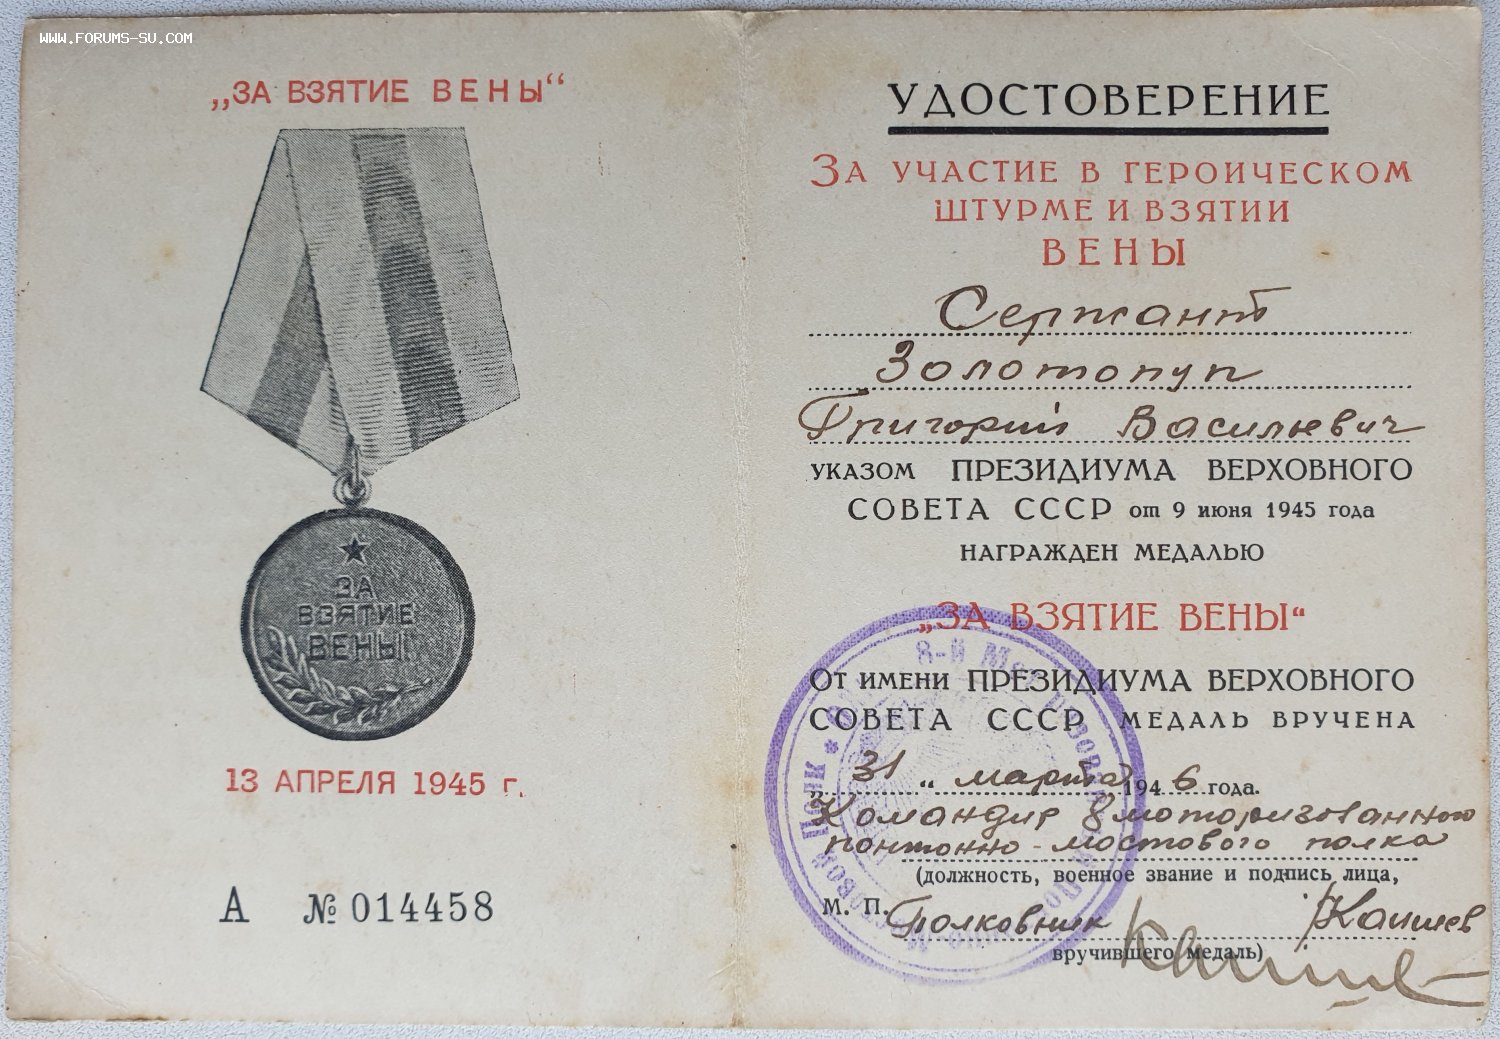 WWW.FORUMS-SU.COM
„ЗА ВЗЯТИЕ ВЕНЫ“
ЗА
ВЗЯТИЕ
ВЕНЫ
13 АПРЕЛЯ 1945 г.
А № 014458
УДОСТОВЕРЕНИЕ
ЗА УЧАСТИЕ В ГЕРОИЧЕСКОМ
ШТУРМЕ И ВЗЯТИИ
ВЕНЫ
Сержант
Золотопуп
Григорий Васильевич
УКАЗОМ ПРЕЗИДИУМА ВЕРХОВНОГО
СОВЕТА СССР от 9 июня 1945 года
НАГРАЖДЕН МЕДАЛЬЮ
„ЗА ВЗЯТИЕ ВЕНЫ“
ОТ ИМЕНИ ПРЕЗИДИУМА ВЕРХОВНОГО
СОВЕТА СССР МЕДАЛЬ ВРУЧЕНА
„31“ марта 1946 года.
Командир 8 моторизованного
понтонно-мостового полка
(должность, военное звание и подпись лица,
М. П. Полковник /Каишев
вручившего медаль)
8-й
Полк